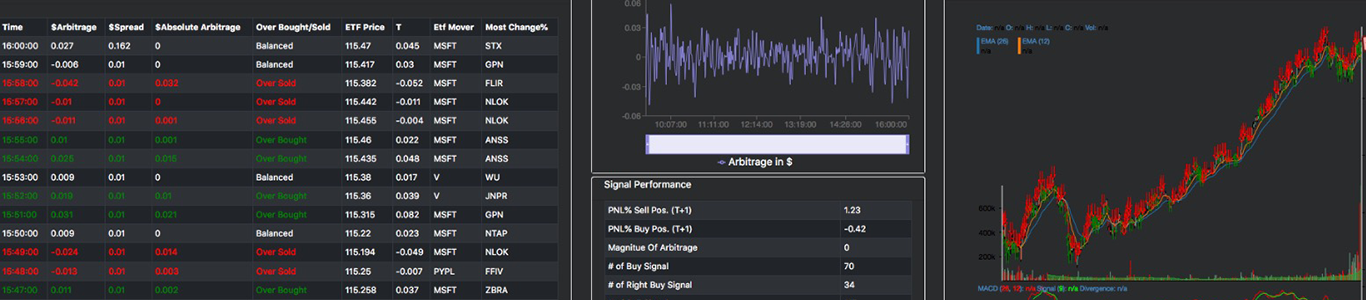 Time $Arbitrage $Spread $Absolute Arbitrage Over Bought/Sold ETF Price T Etf Mover Most Change%
16:00:00 0.027 0.162 0 Balanced 115.47 0.045 MSFT STX
15:59:00 -0.006 0.01 0 Balanced 115.417 0.03 MSFT GPN
15:58:00 -0.042 0.01 0.032 Over Sold 115.382 -0.052 MSFT FLIR
15:57:00 -0.01 0.01 0 Over Sold 115.442 -0.011 MSFT NLOK
15:56:00 -0.011 0.01 0.001 Over Sold 115.455 -0.004 MSFT NLOK
15:55:00 0.01 0.01 0.001 Over Bought 115.46 0.022 MSFT ANSS
15:54:00 0.025 0.01 0.015 Over Bought 115.435 0.048 MSFT ANSS
15:53:00 0.009 0.01 0 Balanced 115.38 0.017 V WU
15:52:00 0.019 0.01 0.01 Over Bought 115.36 0.039 V JNPR
15:51:00 0.031 0.01 0.021 Over Bought 115.315 0.082 MSFT GPN
15:50:00 0.009 0.01 0 Balanced 115.22 0.023 MSFT NTAP
15:49:00 -0.024 0.01 0.014 Over Sold 115.194 -0.049 MSFT NLOK
15:48:00 -0.013 0.01 0.003 Over Sold 115.25 -0.007 PYPL FFIV
15:47:00 0.011 0.01 0.002 Over Bought 115.258 0.037 MSFT ZBRA
0.06
0.03
0
-0.03
-0.06
10:07:00 11:11:00 12:14:00 13:19:00 14:26:00 16:00:00
Arbitrage in $
Signal Performance
PNL% Sell Pos. (T+1) 1.23
PNL% Buy Pos. (T+1) -0.42
Magnitue Of Arbitrage 0
# of Buy Signal 70
# of Right Buy Signal 34
Date: n/a O: n/a H: n/a L: n/a C: n/a Vol: n/a
EMA (26) EMA (12)
n/a n/a
600k
400k
200k
MACD (26, 12): n/a Signal (9): n/a Divergence: n/a